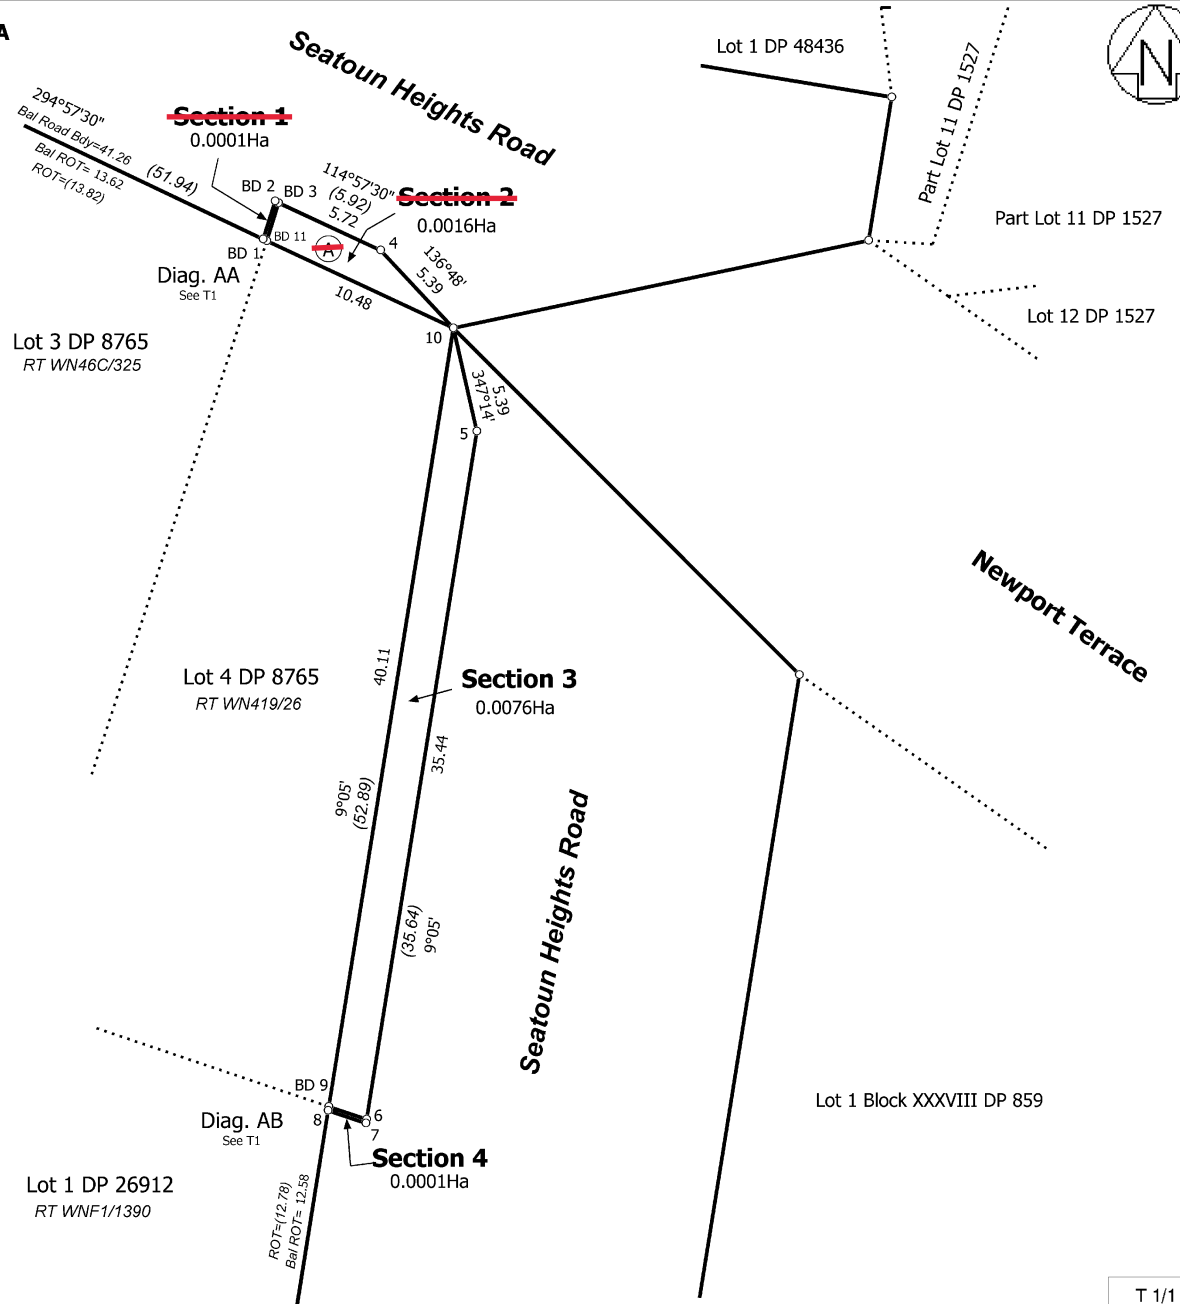 A
Seatoun Heights Road
Lot 1 DP 48436
Part Lot 11 DP 1527
N
294°57'30"
Bal Road Bdy=41.26
(51.94)
Bal ROT= 13.62
ROT=(13.82)
Section 1
0.0001Ha
BD 2
BD 3
114°57'30"
(5.92)
5.72
Section 2
0.0016Ha
Part Lot 11 DP 1527
BD 11
BD 1
A
4
136°48'
5.39
Diag. AA
See T1
10.48
10
Lot 12 DP 1527
Lot 3 DP 8765
RT WN46C/325
5.39
347°14'
5
Newport Terrace
Lot 4 DP 8765
RT WN419/26
40.11
Section 3
0.0076Ha
35.44
9°05'
(52.89)
Seatoun Heights Road
(35.64)
9°05'
BD 9
8
6
7
Diag. AB
See T1
Lot 1 Block XXXVIII DP 859
Section 4
0.0001Ha
Lot 1 DP 26912
RT WNF1/1390
ROT=(12.78)
Bal ROT= 12.58
T 1/1